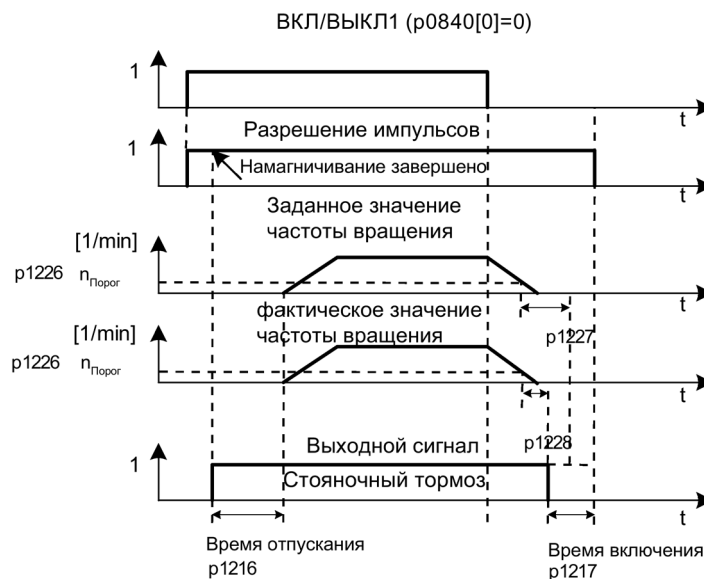 ВКЛ/ВЫКЛ1 (p0840[0]=0)
1
t
Разрешение импульсов
1
Намагничивание завершено
t
Заданное значение
частоты вращения
[1/min]
p1226 nПорог
t
фактическое значение
частоты вращения
p1227
[1/min]
p1226 nПорог
t
Выходной сигнал
p1228
1
Стояночный тормоз
t
Время отпускания
p1216
Время включения
p1217